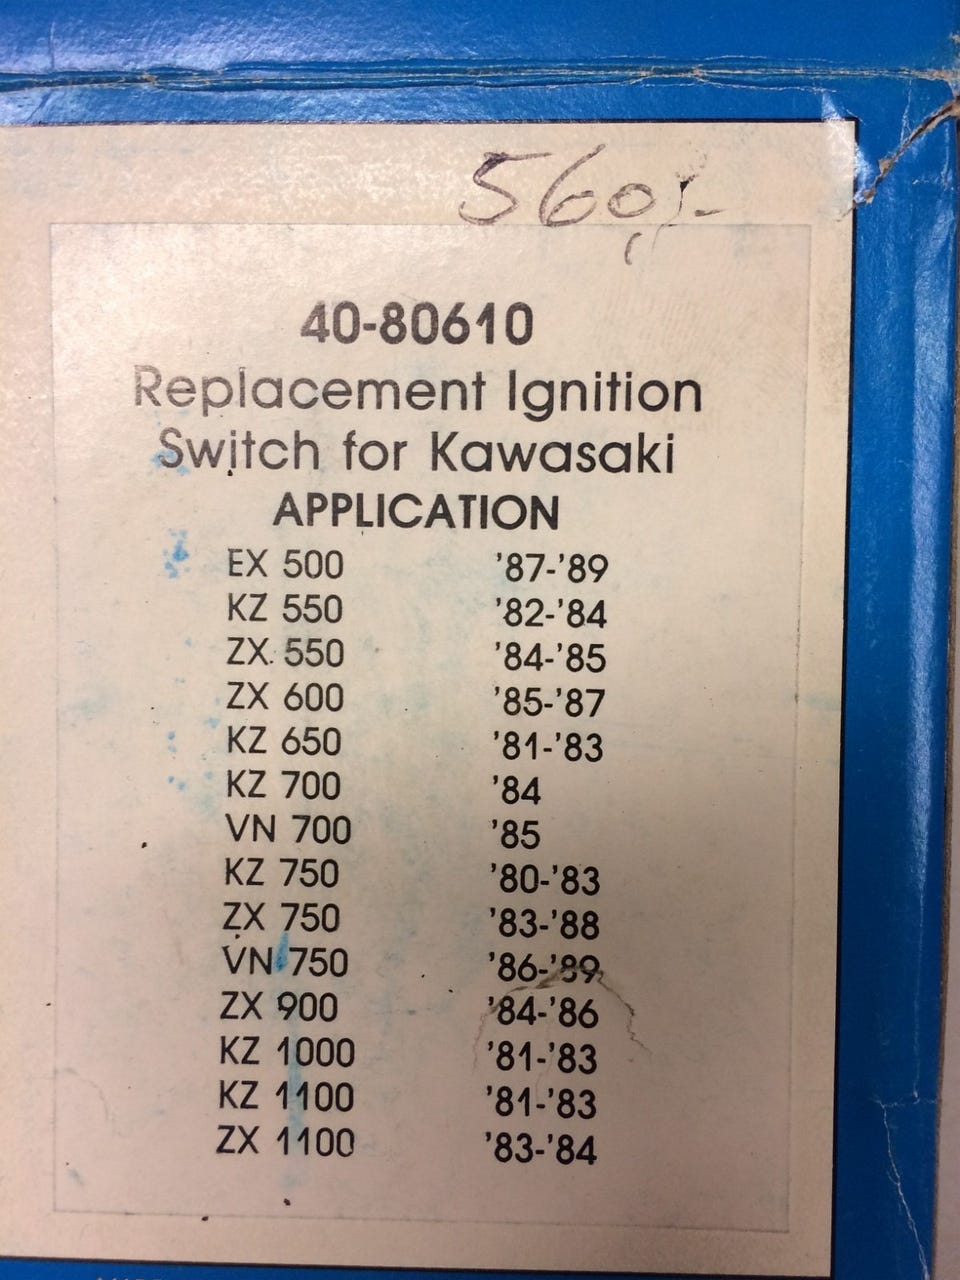 560,-
40-80610
Replacement Ignition
Switch for Kawasaki
APPLICATION
EX 500 '87-'89
KZ 550 '82-'84
ZX 550 '84-'85
ZX 600 '85-'87
KZ 650 '81-'83
KZ 700 '84
VN 700 '85
KZ 750 '80-'83
ZX 750 '83-'88
VN 750 '86-'89
ZX 900 '84-'86
KZ 1000 '81-'83
KZ 1100 '81-'83
ZX 1100 '83-'84